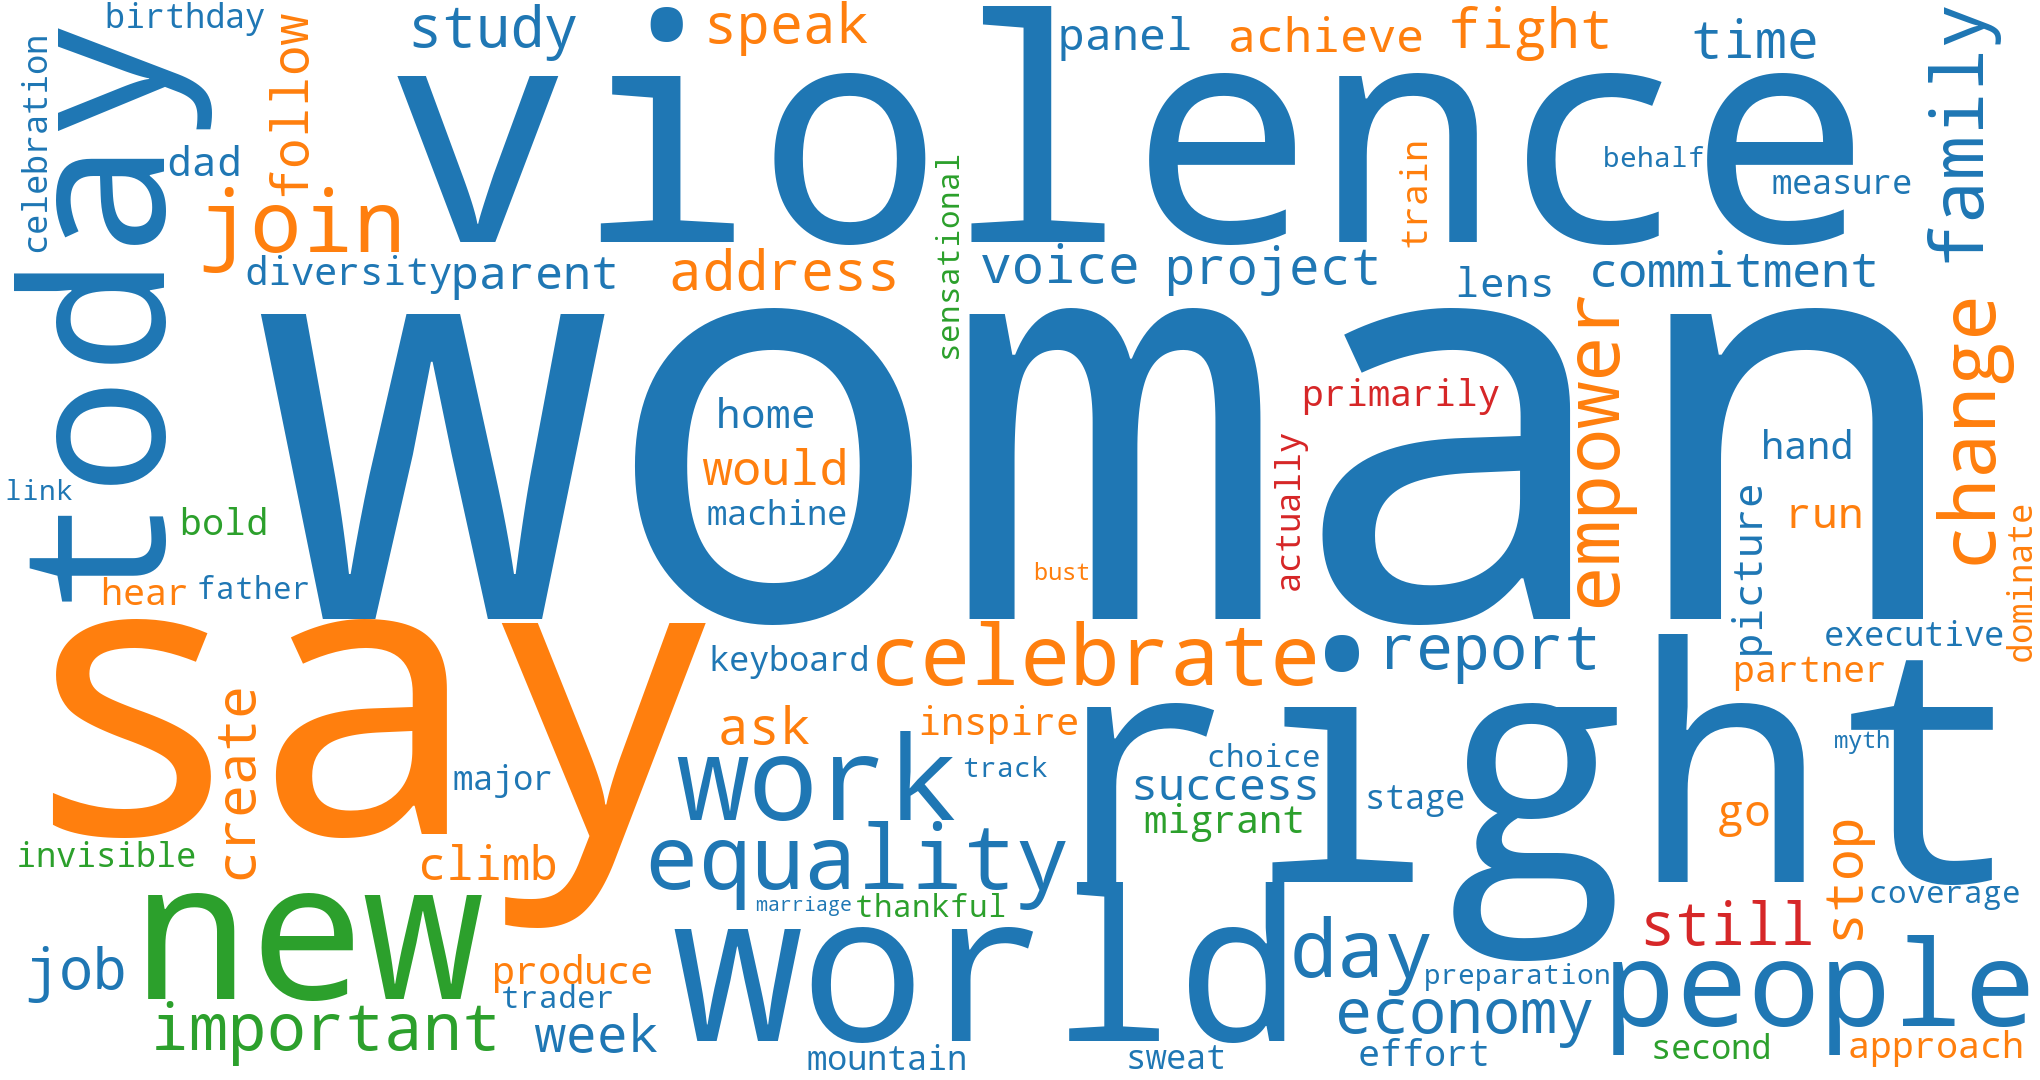 birthday
study
violence
speak
panel
achieve
fight
time
family
celebration
today
follow
dad
join
sensational
train
behalf
measure
diversity
parent
address
voice
project
lens
commitment
woman
empower
change
home
would
machine
primarily
actually
hand
run
picture
dominate
link
bold
hear
father
bust
say
keyboard
celebrate
right
report
executive
partner
create
ask
inspire
work
track
choice
success
migrant
stage
go
myth
major
climb
invisible
equality
stop
coverage
new
marriage
thankful
world
day
still
people
job
produce
trader
preparation
important
week
economy
mountain
sweat
effort
second
approach